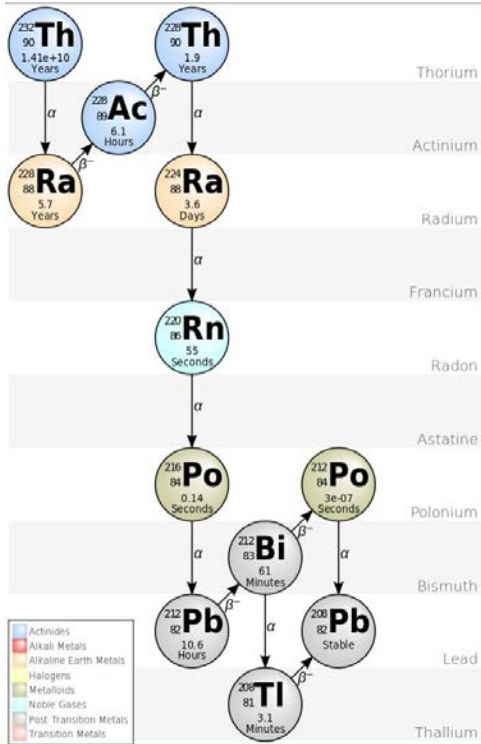 232
90
Th
1.41e+10
Years
228
90
Th
1.9
Years
Thorium
α
β⁻
α
228
89
Ac
6.1
Hours
β⁻
Actinium
228
88
Ra
5.7
Years
224
88
Ra
3.6
Days
Radium
α
Francium
220
86
Rn
55
Seconds
Radon
α
Astatine
216
84
Po
0.14
Seconds
212
84
Po
3e-07
Seconds
Polonium
α
β⁻
α
212
83
Bi
61
Minutes
Bismuth
212
82
Pb
10.6
Hours
β⁻
α
208
82
Pb
Stable
Lead
208
81
Tl
3.1
Minutes
β⁻
Thallium
Actinides
Alkali Metals
Alkaline Earth Metals
Halogens
Metalloids
Noble Gases
Post Transition Metals
Transition Metals